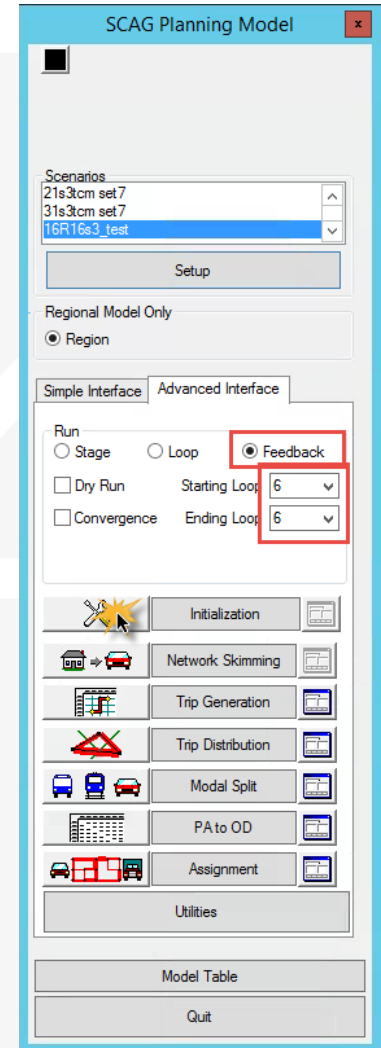 SCAG Planning Model
x
Scenarios
21s3tcm set7
31s3tcm set7
16R16s3_test
Setup
Regional Model Only
Region
Simple Interface Advanced Interface
Run
Stage Loop Feedback
Dry Run Starting Loop 6
Convergence Ending Loop 6
Initialization
Network Skimming
Trip Generation
Trip Distribution
Modal Split
PA to OD
Assignment
Utilities
Model Table
Quit